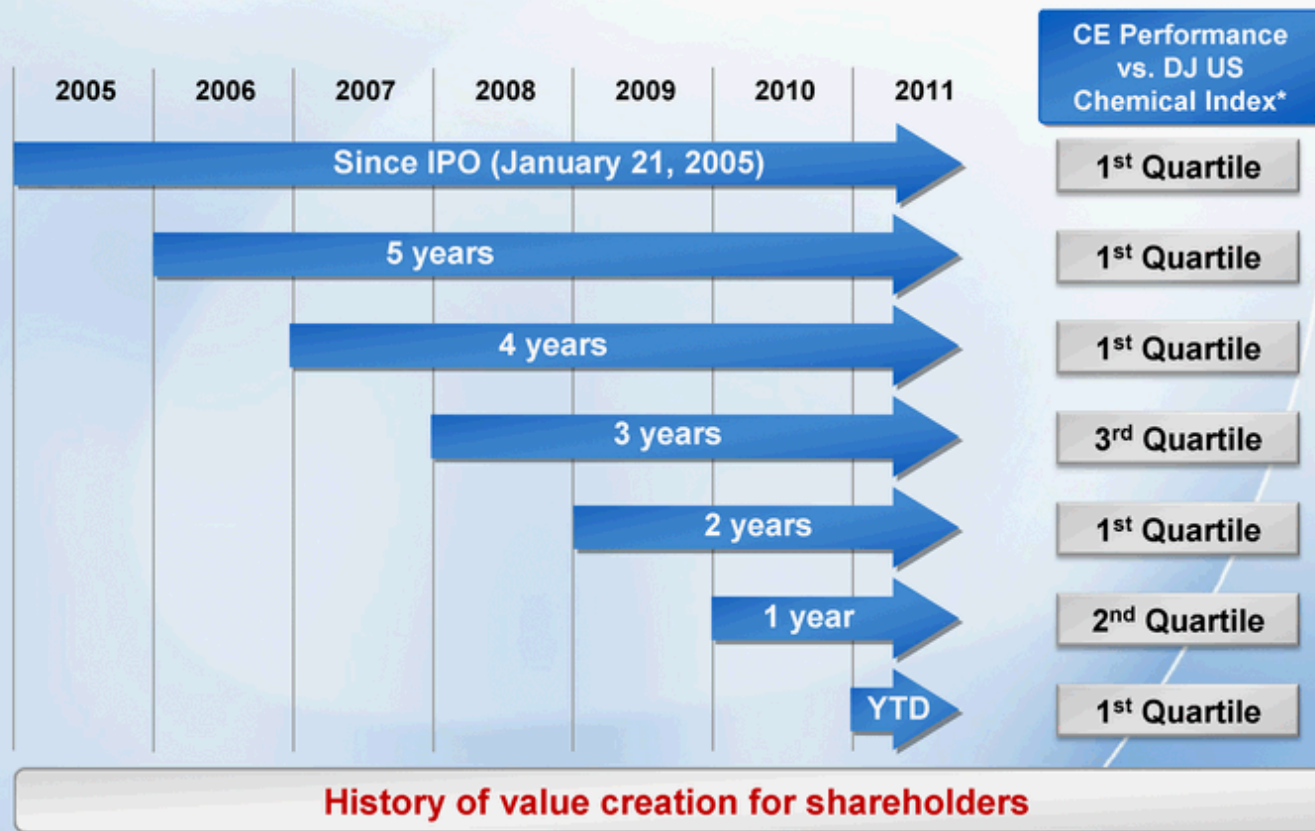 CE Performance
vs. DJ US
Chemical Index*
2005 2006 2007 2008 2009 2010 2011
Since IPO (January 21, 2005) 1st Quartile
5 years 1st Quartile
4 years 1st Quartile
3 years 3rd Quartile
2 years 1st Quartile
1 year 2nd Quartile
YTD 1st Quartile
History of value creation for shareholders